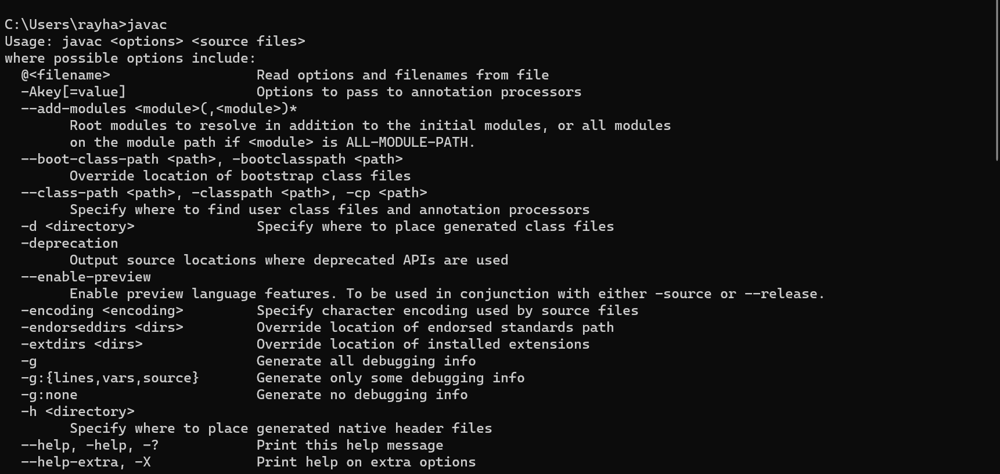 C:\Users\rayha>javac
Usage: javac <options> <source files>
where possible options include:
  @<filename>                  Read options and filenames from file
  -Akey[=value]                Options to pass to annotation processors
  --add-modules <module>(,<module>)*
        Root modules to resolve in addition to the initial modules, or all modules
        on the module path if <module> is ALL-MODULE-PATH.
  --boot-class-path <path>, -bootclasspath <path>
        Override location of bootstrap class files
  --class-path <path>, -classpath <path>, -cp <path>
        Specify where to find user class files and annotation processors
  -d <directory>               Specify where to place generated class files
  -deprecation
        Output source locations where deprecated APIs are used
  --enable-preview
        Enable preview language features. To be used in conjunction with either -source or --release.
  -encoding <encoding>         Specify character encoding used by source files
  -endorseddirs <dirs>         Override location of endorsed standards path
  -extdirs <dirs>              Override location of installed extensions
  -g                           Generate all debugging info
  -g:{lines,vars,source}       Generate only some debugging info
  -g:none                      Generate no debugging info
  -h <directory>
        Specify where to place generated native header files
  --help, -help, -?            Print this help message
  --help-extra, -X             Print help on extra options